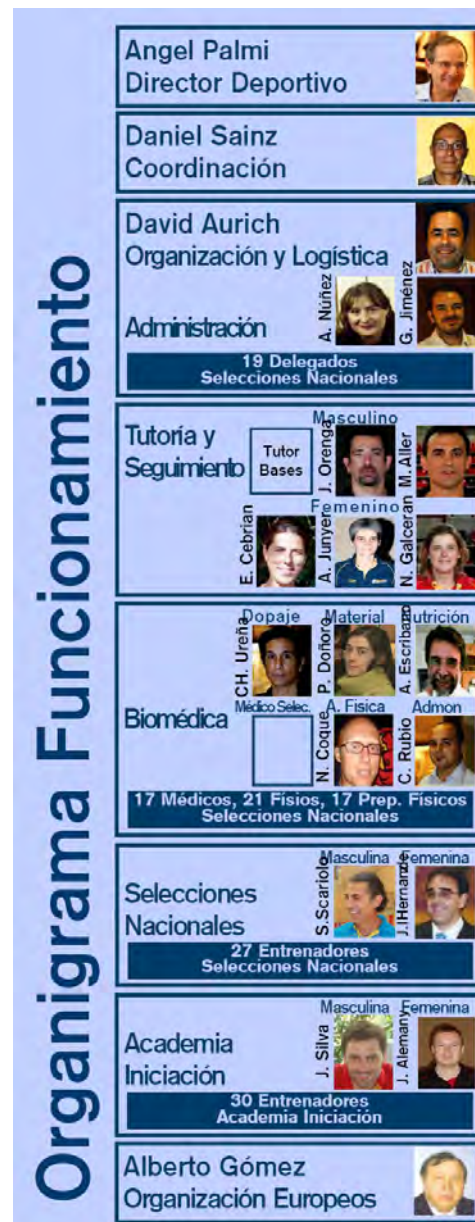 Organigrama Funcionamiento
Angel Palmi
Director Deportivo
Daniel Sainz
Coordinación
David Aurich
Organización y Logística
Administración
A. Núñez
G. Jiménez
19 Delegados
Selecciones Nacionales
Tutoría y
Seguimiento
Tutor
Bases
Masculino
J. Orenga
M. Aller
Femenino
E. Cebrian
A. Junyer
N. Galceran
Biomédica
Dopaje
Material
utrición
CH. Ureña
P. Doñoro
A. Escribano
Médico Selec.
A. Fisica
Admon
N. Coque
C. Rubio
17 Médicos, 21 Físios, 17 Prep. Físicos
Selecciones Nacionales
Selecciones
Nacionales
Masculina
Femenina
S.Scariolo
J.IHernande
27 Entrenadores
Selecciones Nacionales
Academia
Iniciación
Masculina
Femenina
J. Silva
J. Alemany
30 Entrenadores
Academia Iniciación
Alberto Gómez
Organización Europeos